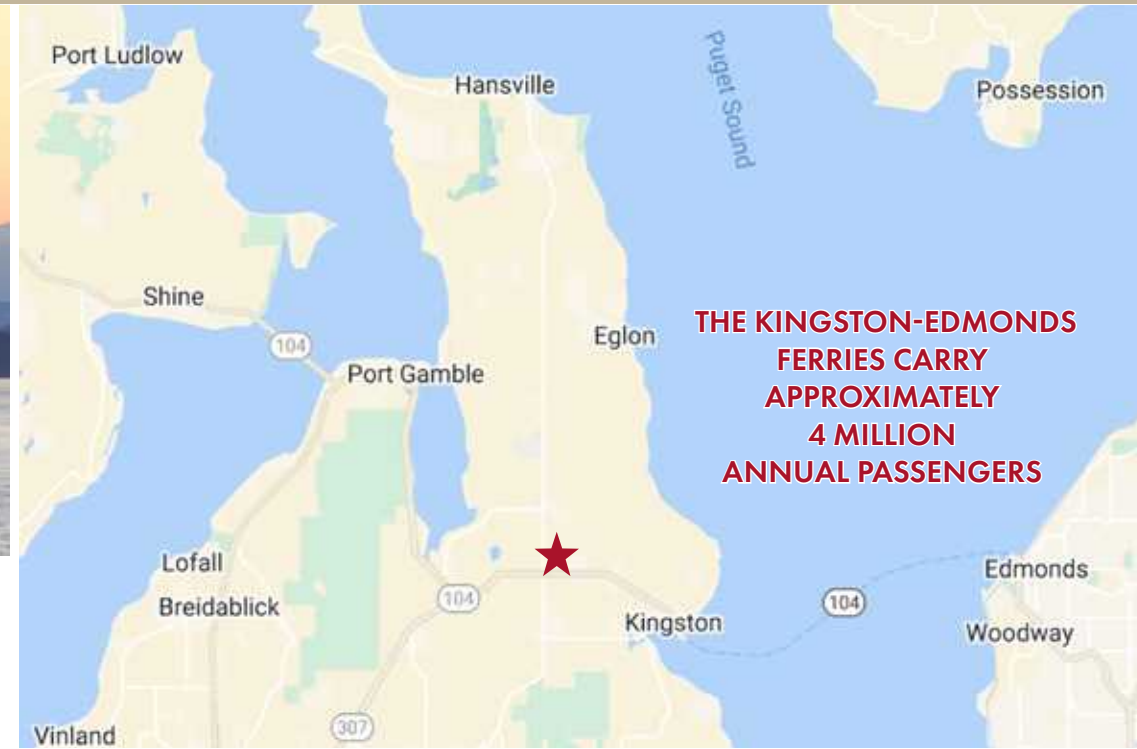 Port Ludlow
Hansville
Puget Sound
Possession
Shine
104
Eglon
Port Gamble
THE KINGSTON-EDMONDS
FERRIES CARRY
APPROXIMATELY
4 MILLION
ANNUAL PASSENGERS
Lofall
Breidablick
104
Kingston
104
Edmonds
Woodway
307
Vinland